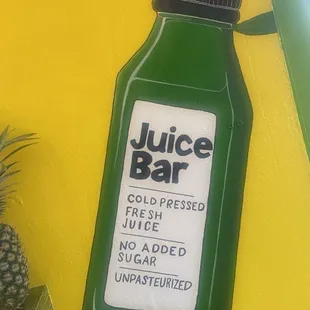 Juice
Bar
COLD PRESSED
FRESH
JUICE
NO ADDED
SUGAR
UNPASTEURIZED